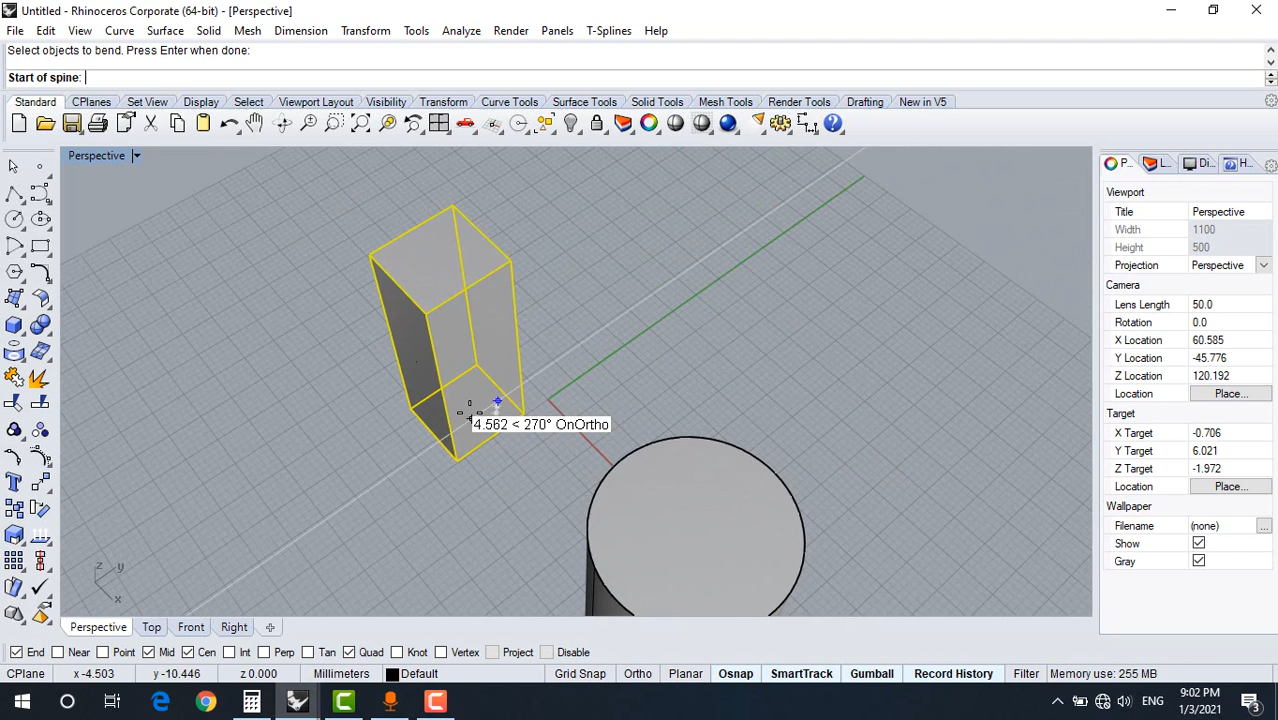 Untitled - Rhinoceros Corporate (64-bit) - [Perspective]
File Edit View Curve Surface Solid Mesh Dimension Transform Tools Analyze Render Panels T-Splines Help
Select objects to bend. Press Enter when done:
Start of spine:
Standard CPlanes Set View Display Select Viewport Layout Visibility Transform Curve Tools Surface Tools Solid Tools Mesh Tools Render Tools Drafting New in V5
Perspective
P... L... Di... H...
Viewport
Title Perspective
Width 1100
Height 500
Projection Perspective
Camera
Lens Length 50.0
Rotation 0.0
X Location 60.585
Y Location -45.776
Z Location 120.192
Location Place...
Target
X Target -0.706
Y Target 6.021
Z Target -1.972
Location Place...
Wallpaper
Filename (none) ...
Show
Gray
4.562 < 270° OnOrtho
z
y
x
Perspective Top Front Right
End Near Point Mid Cen Int Perp Tan Quad Knot Vertex Project Disable
CPlane x -4.503 y -10.446 z 0.000 Millimeters Default Grid Snap Ortho Planar Osnap SmartTrack Gumball Record History Filter Memory use: 255 MB
ENG
9:02 PM
1/3/2021
3